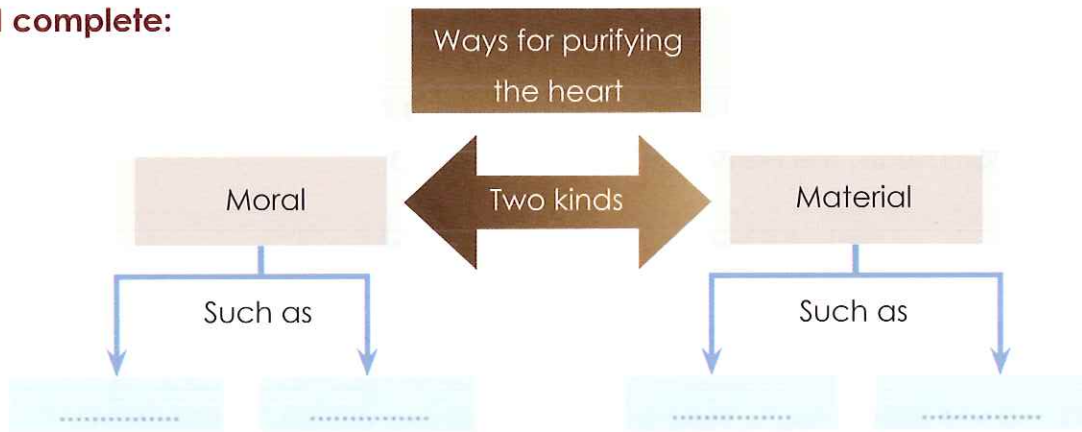 complete:
Ways for purifying
the heart
Moral
Two kinds
Material
Such as
Such as
.............. .............. .............. ..............